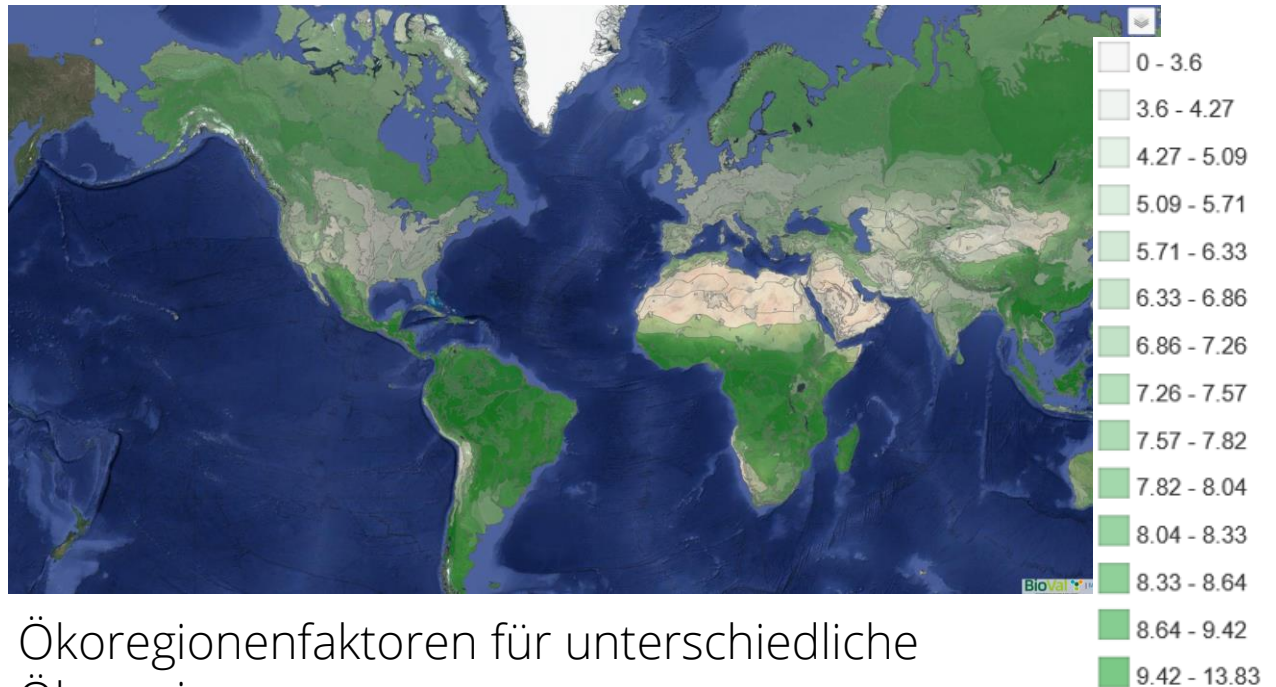 0 - 3.6
3.6 - 4.27
4.27 - 5.09
5.09 - 5.71
5.71 - 6.33
6.33 - 6.86
6.86 - 7.26
7.26 - 7.57
7.57 - 7.82
7.82 - 8.04
8.04 - 8.33
8.33 - 8.64
8.64 - 9.42
9.42 - 13.83
BioVal
Ökoregionenfaktoren für unterschiedliche